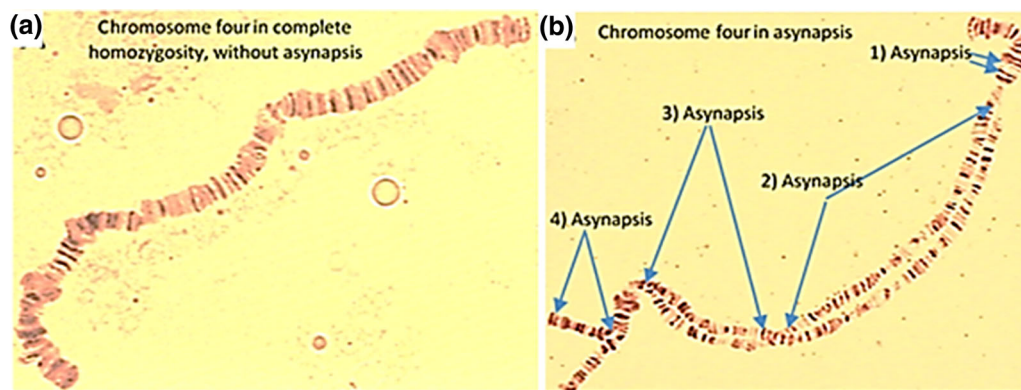 (a)
Chromosome four in complete
homozygosity, without asynapsis
(b)
Chromosome four in asynapsis
1) Asynapsis
3) Asynapsis
2) Asynapsis
4) Asynapsis